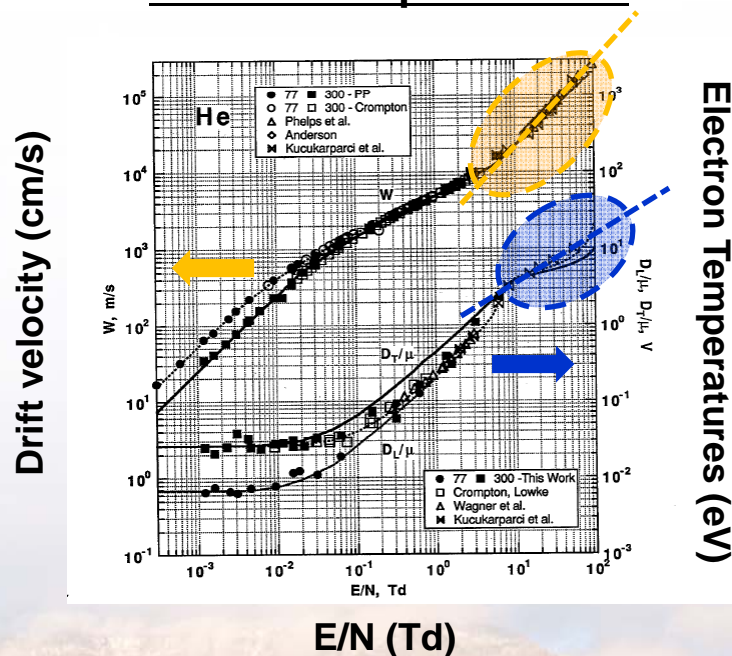 He
● 77 ■ 300 - PP
○ 77 □ 300 - Crompton
△ Phelps et al.
◇ Anderson
Kucukarparci et al.
W
D_T/μ
D_L/μ
● 77 ■ 300 -This Work
□ Crompton, Lowke
△ Wagner et al.
Kucukarparci et al.
Drift velocity (cm/s)
W, m/s
10^5
10^4
10^3
10^2
10^1
10^0
10^-1
10^3
10^2
10^1
10^0
10^-1
10^-2
10^-3
D_L/μ, D_T/μ, V
Electron Temperatures (eV)
10^-3 10^-2 10^-1 10^0 10^1 10^2
E/N, Td
E/N (Td)